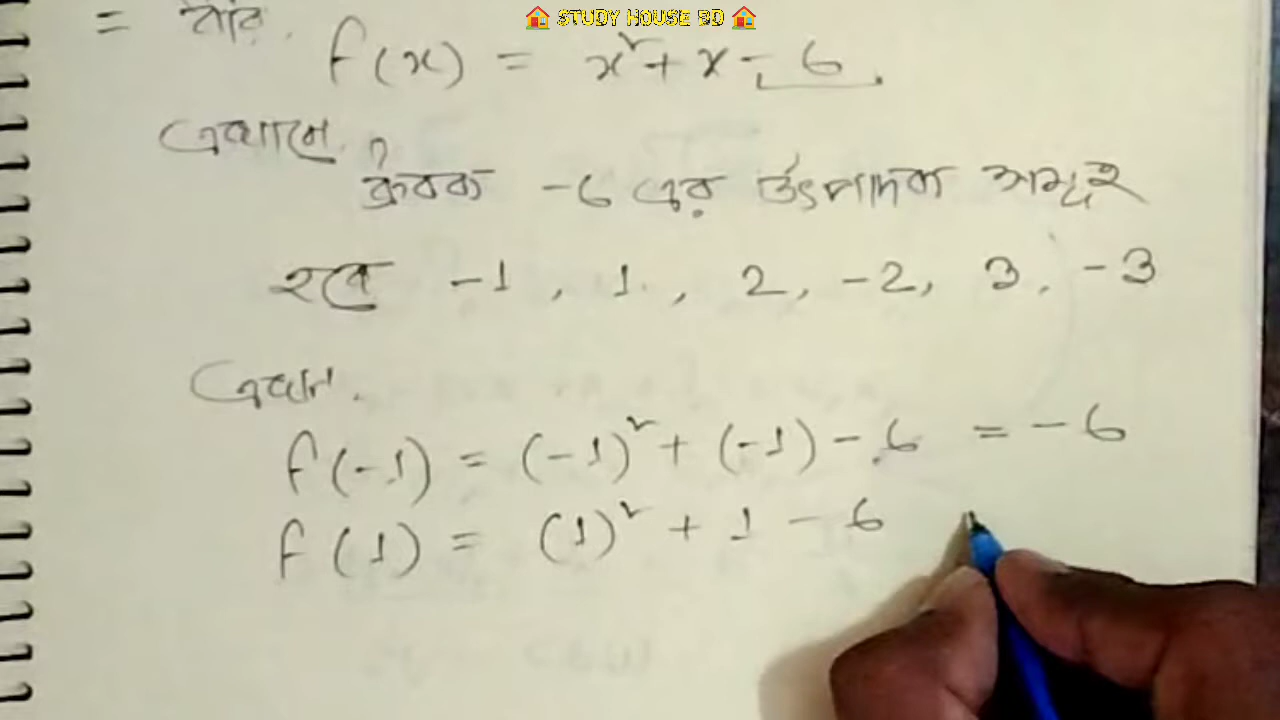 🏠 STUDY HOUSE BD 🏠
= ধরি,
f(x) = x² + x - 6.
এখানে,
ধ্রুবক -6 এর উৎপাদক সমূহ
হবে -1, 1, 2, -2, 3, -3
এখন,
f(-1) = (-1)² + (-1) - 6 = -6
f(1) = (1)² + 1 - 6